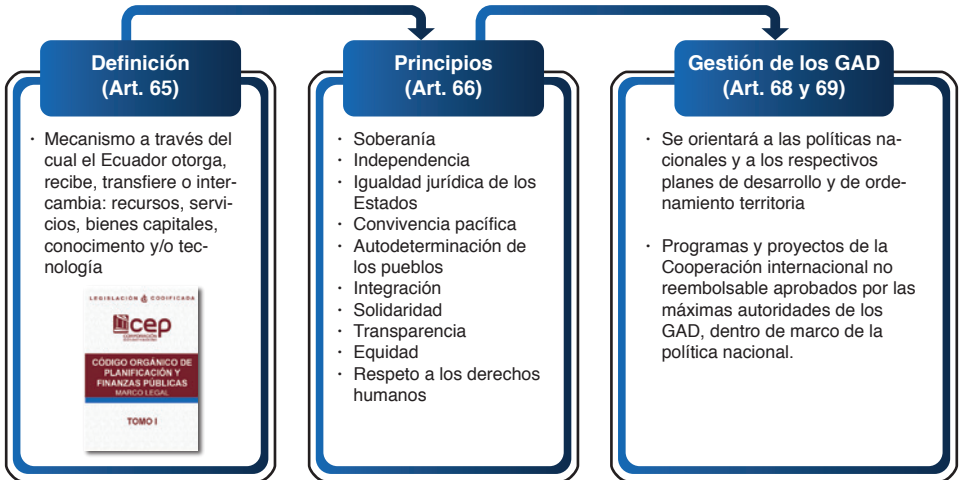 Definición
(Art. 65)
· Mecanismo a través del
cual el Ecuador otorga,
recibe, transfiere o inter-
cambia: recursos, servi-
cios, bienes capitales,
conocimento y/o tec-
nología
LEGISLACIÓN & CODIFICADA
cep
CÓDIGO ORGÁNICO DE
PLANIFICACIÓN Y
FINANZAS PÚBLICAS
MARCO LEGAL
TOMO I
Principios
(Art. 66)
· Soberanía
· Independencia
· Igualdad jurídica de los
Estados
· Convivencia pacífica
· Autodeterminación de
los pueblos
· Integración
· Solidaridad
· Transparencia
· Equidad
· Respeto a los derechos
humanos
Gestión de los GAD
(Art. 68 y 69)
· Se orientará a las políticas na-
cionales y a los respectivos
planes de desarrollo y de orde-
namiento territoria
· Programas y proyectos de la
Cooperación internacional no
reembolsable aprobados por las
máximas autoridades de los
GAD, dentro de marco de la
política nacional.